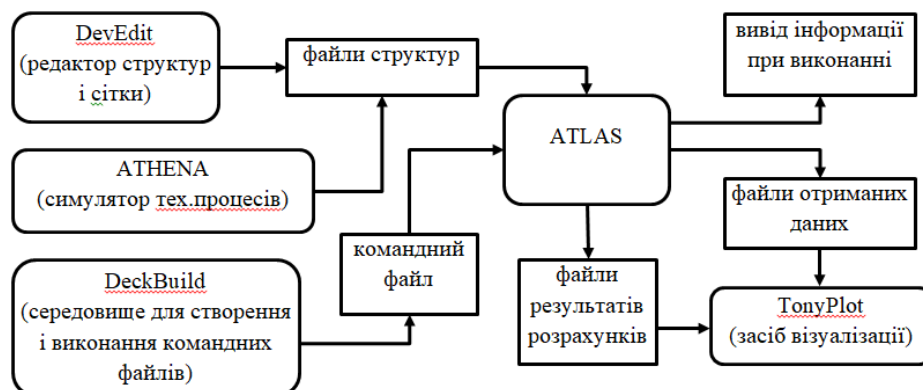 DevEdit
(редактор структур
і сітки)
файли структур
вивід інформації
при виконанні
ATLAS
ATHENA
(симулятор тех.процесів)
файли отриманих
даних
командний
файл
DeckBuild
(середовище для створення
і виконання командних
файлів)
файли
результатів
розрахунків
TonyPlot
(засіб візуалізації)